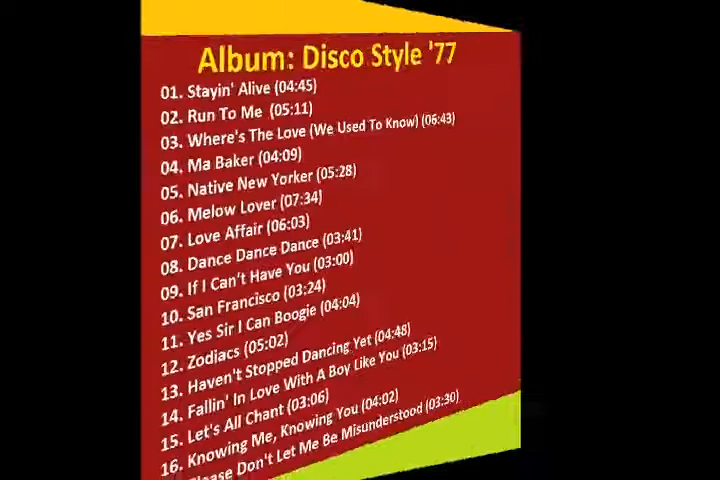 Album: Disco Style '77
01. Stayin' Alive (04:45)
02. Run To Me (05:11)
03. Where's The Love (We Used To Know) (06:43)
04. Ma Baker (04:09)
05. Native New Yorker (05:28)
06. Melow Lover (07:34)
07. Love Affair (06:03)
08. Dance Dance Dance (03:41)
09. If I Can't Have You (03:00)
10. San Francisco (03:24)
11. Yes Sir I Can Boogie (04:04)
12. Zodiacs (05:02)
13. Haven't Stopped Dancing Yet (04:48)
14. Fallin' In Love With A Boy Like You (03:15)
15. Let's All Chant (03:06)
16. Knowing Me, Knowing You (04:02)
Please Don't Let Me Be Misunderstood (03:30)